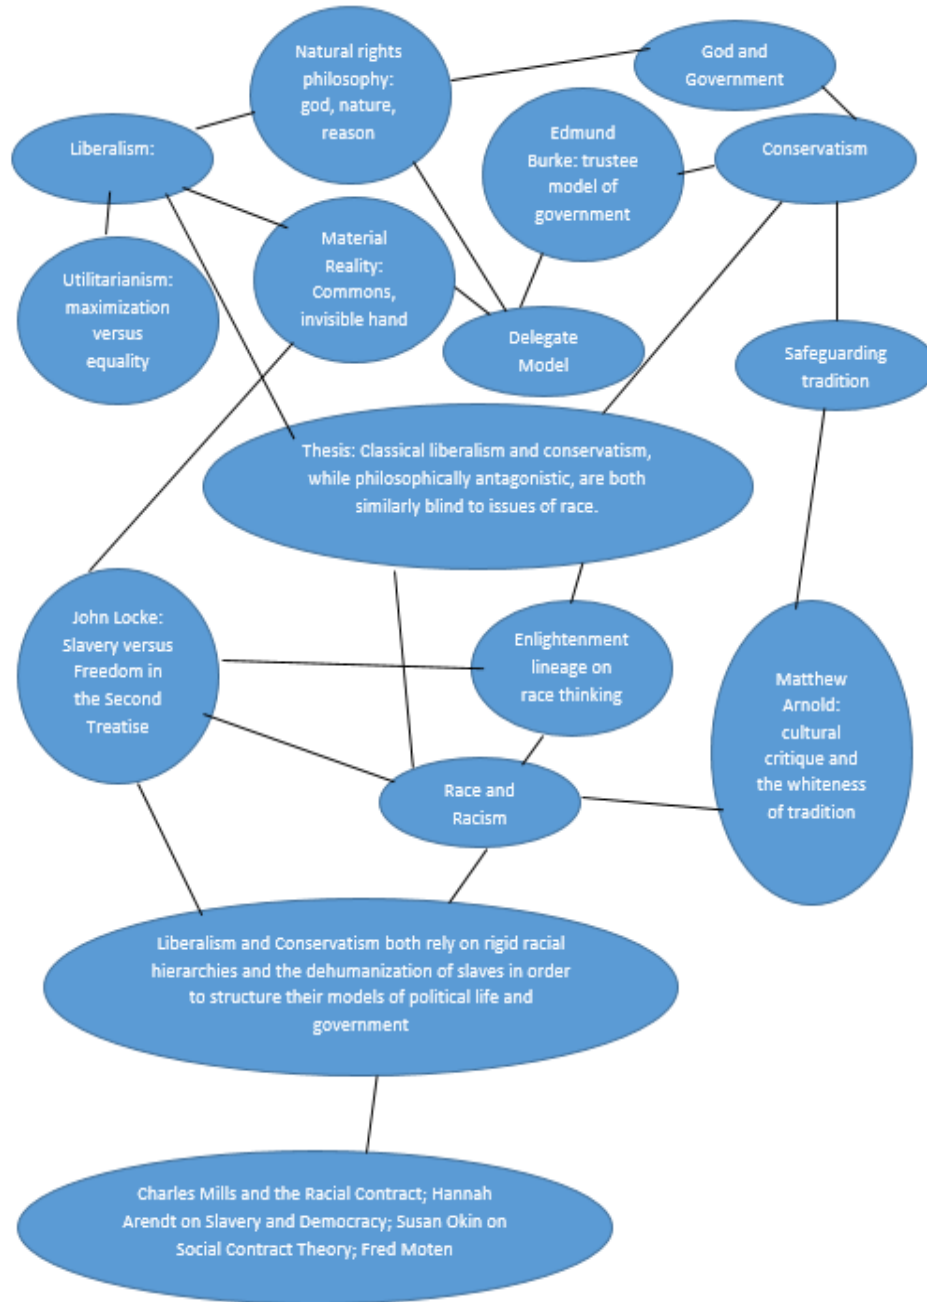 Natural rights
philosophy:
god, nature,
reason
God and
Government
Liberalism:
Edmund
Burke: trustee
model of
government
Conservatism
Utilitarianism:
maximization
versus
equality
Material
Reality:
Commons,
invisible hand
Delegate
Model
Safeguarding
tradition
Thesis: Classical liberalism and conservatism,
while philosophically antagonistic, are both
similarly blind to issues of race.
John Locke:
Slavery versus
Freedom in
the Second
Treatise
Enlightenment
lineage on
race thinking
Matthew
Arnold:
cultural
critique and
the whiteness
of tradition
Race and
Racism
Liberalism and Conservatism both rely on rigid racial
hierarchies and the dehumanization of slaves in order
to structure their models of political life and
government
Charles Mills and the Racial Contract; Hannah
Arendt on Slavery and Democracy; Susan Okin on
Social Contract Theory; Fred Moten